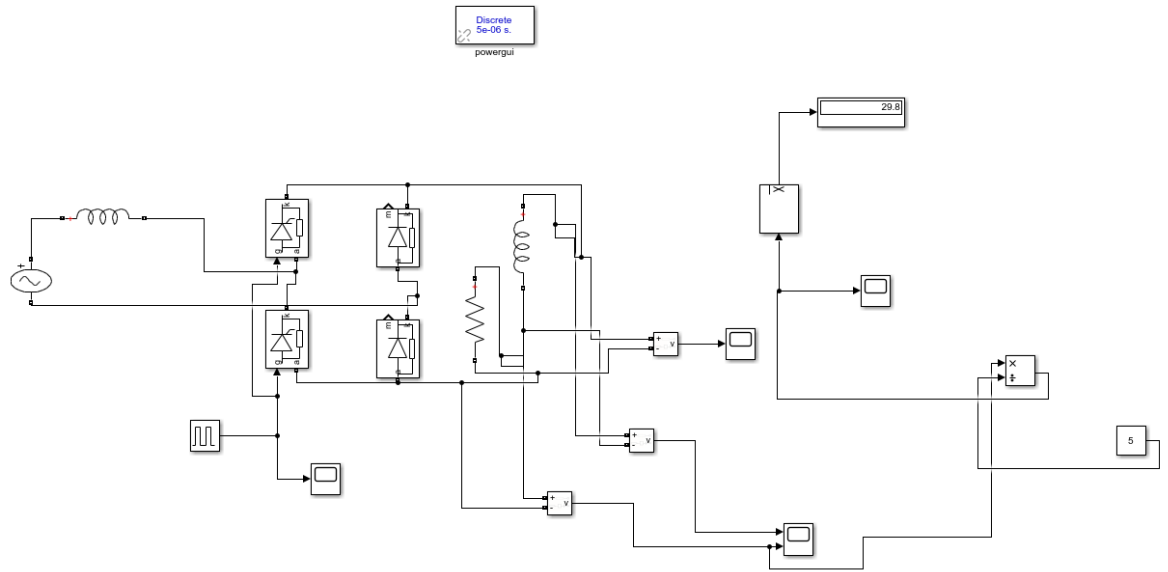 Discrete
5e-06 s.
powergui
29.8
+
m
k
k
g
a
m
k
k
g
a
+
-
v
+
-
v
+
-
v
×
÷
5